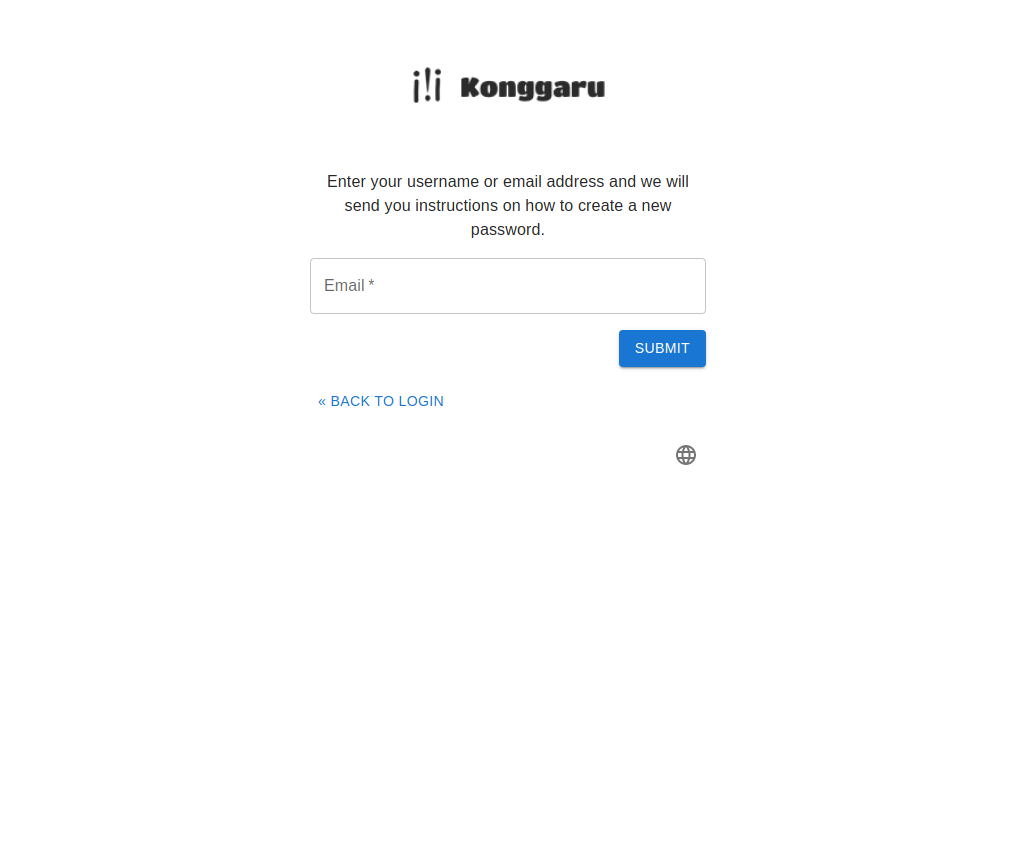 Konggaru
Enter your username or email address and we will
send you instructions on how to create a new
password.
Email *
SUBMIT
« BACK TO LOGIN